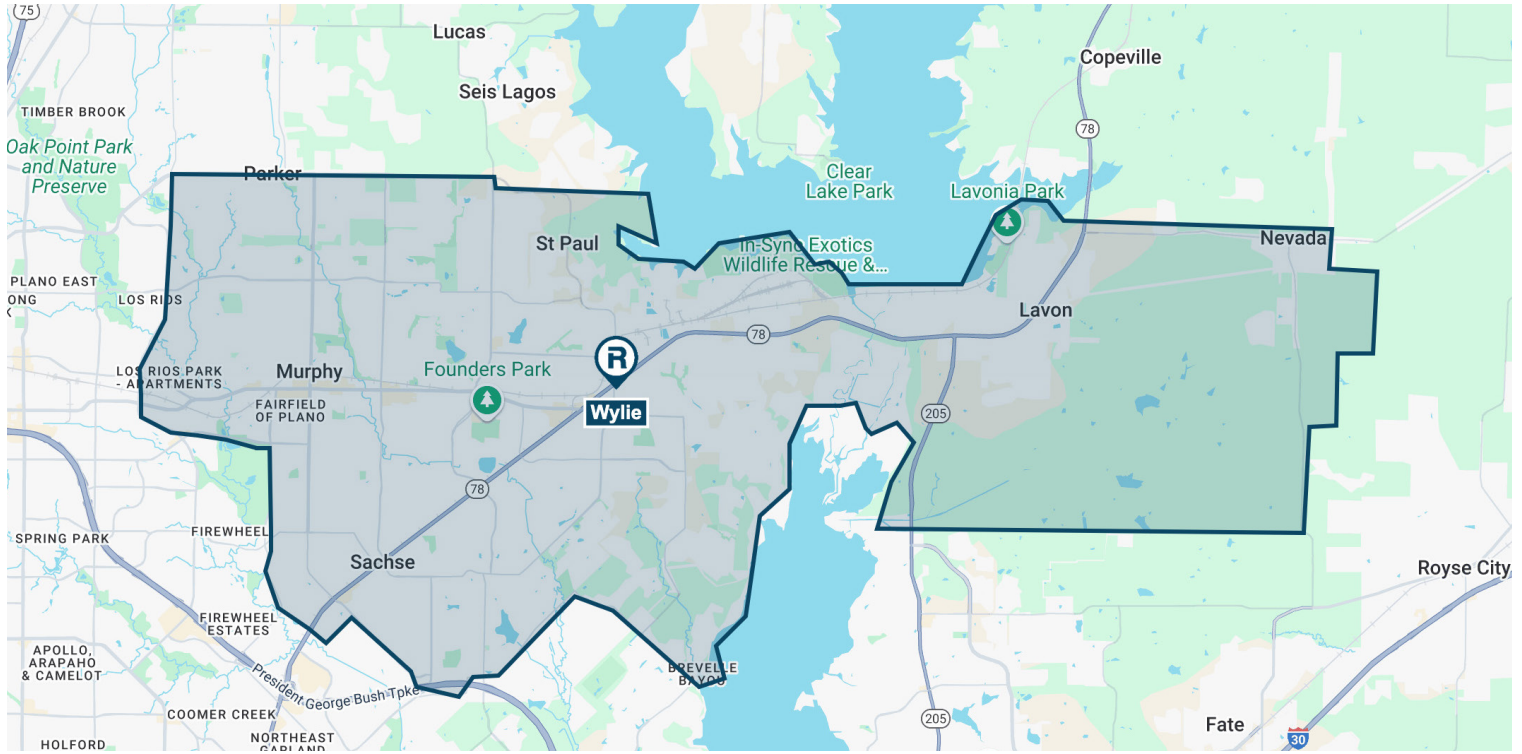 75
Lucas
Copeville
Seis Lagos
TIMBER BROOK
78
Oak Point Park
and Nature
Preserve
Parker
Clear
Lake Park
Lavonia Park
St Paul
In-Sync Exotics
Wildlife Rescue &...
Nevada
PLANO EAST
ONG
K
LOS RIOS
Lavon
78
R
LOS RIOS PARK
- APARTMENTS
Murphy
Founders Park
FAIRFIELD
OF PLANO
Wylie
205
78
SPRING PARK
FIREWHEEL
Sachse
Royse City
FIREWHEEL
ESTATES
APOLLO,
ARAPAHO
& CAMELOT
BREVELLE
BAYOU
President George Bush Tpke
COOMER CREEK
205
Fate
30
HOLFORD
NORTHEAST
GARLAND